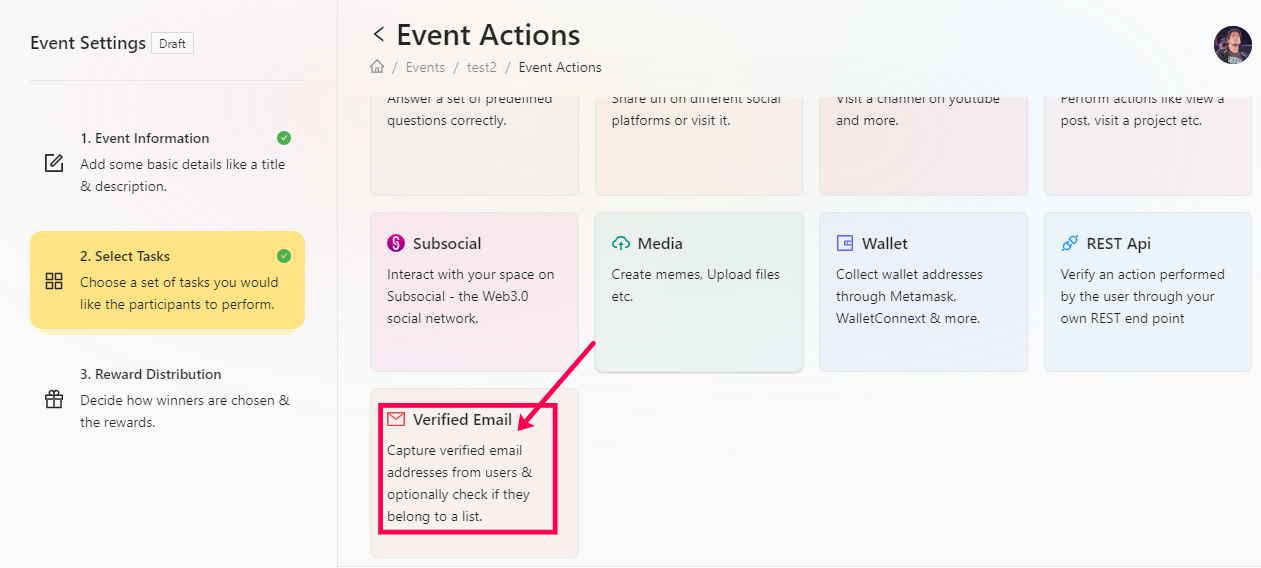 Event Settings Draft
1. Event Information
Add some basic details like a title
& description.
2. Select Tasks
Choose a set of tasks you would
like the participants to perform.
3. Reward Distribution
Decide how winners are chosen &
the rewards.
Event Actions
/ Events / test2 / Event Actions
Answer a set of predefined
questions correctly.
Share url on different social
platforms or visit it.
Visit a channel on youtube
and more.
Perform actions like view a
post, visit a project etc.
Subsocial
Interact with your space on
Subsocial - the Web3.0
social network.
Media
Create memes, Upload files
etc.
Wallet
Collect wallet addresses
through Metamask,
WalletConnext & more.
REST Api
Verify an action performed
by the user through your
own REST end point
Verified Email
Capture verified email
addresses from users &
optionally check if they
belong to a list.